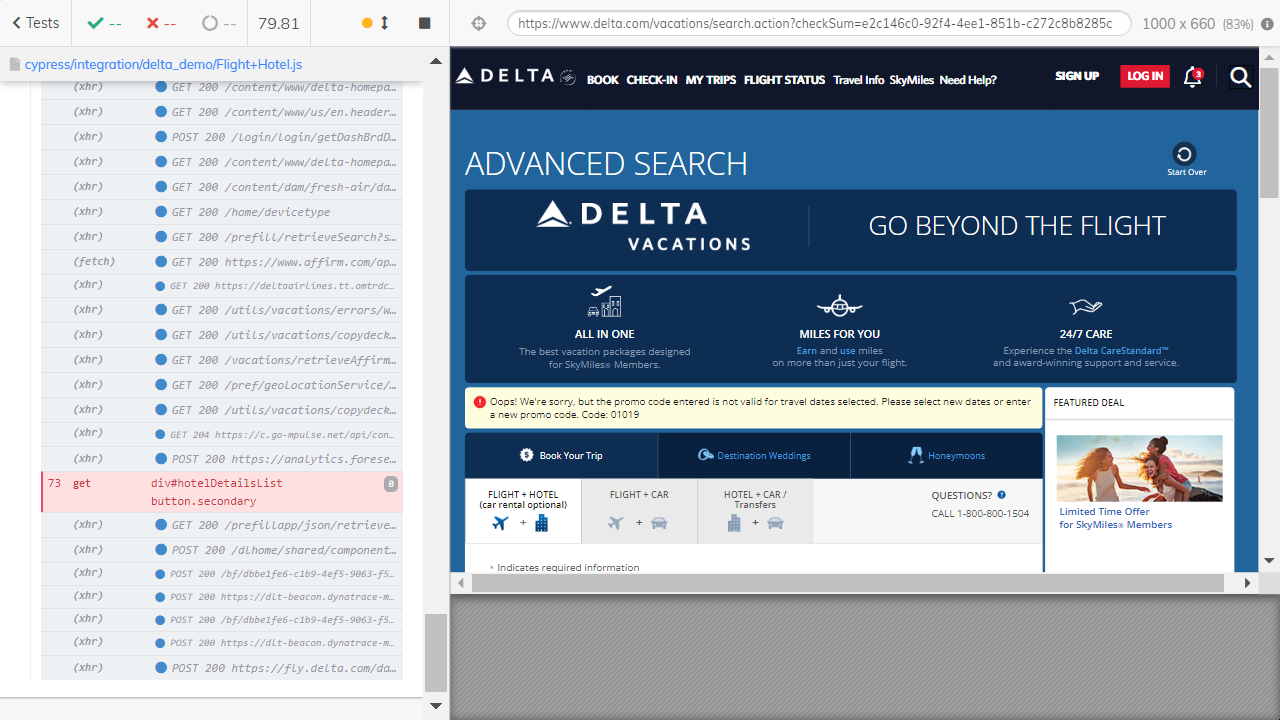 Tests
--
--
--
79.81
https://www.delta.com/vacations/search.action?checkSum=e2c146c0-92f4-4ee1-851b-c272c8b8285c
1000 x 660 (83%)
cypress/integration/delta_demo/Flight+Hotel.js
(xhr) GET 200 /content/www/delta-homepa…
(xhr) GET 200 /content/www/us/en.header…
(xhr) POST 200 /login/login/getDashBrdD…
(xhr) GET 200 /content/www/delta-homepa…
(xhr) GET 200 /content/dam/fresh-air/da…
(xhr) GET 200 /home/devicetype
(xhr) GET 200 /prefill/retrieveSearch?s…
(fetch) GET 200 https://www.affirm.com/ap…
(xhr) GET 200 https://deltaairlines.tt.omtrdc…
(xhr) GET 200 /utils/vacations/errors/w…
(xhr) GET 200 /utils/vacations/copydeck…
(xhr) GET 200 /vacations/retrieveAffirm…
(xhr) GET 200 /pref/geoLocationService/…
(xhr) GET 200 /utils/vacations/copydeck…
(xhr) GET 204 https://c.go-mpulse.net/api/con…
(xhr) POST 200 https://analytics.forese…
73 get div#hotelDetailsList 0
button.secondary
(xhr) GET 200 /prefillapp/json/retrieve…
(xhr) POST 200 /dlhome/shared/component…
(xhr) POST 200 /bf/dbbe1fe6-c1b9-4ef5-9063-f5…
(xhr) POST 200 https://dlt-beacon.dynatrace-m…
(xhr) POST 200 /bf/dbbe1fe6-c1b9-4ef5-9063-f5…
(xhr) POST 200 https://dlt-beacon.dynatrace-m…
(xhr) POST 200 https://fly.delta.com/da…
DELTA BOOK CHECK-IN MY TRIPS FLIGHT STATUS Travel Info SkyMiles Need Help? SIGN UP LOG IN 3
ADVANCED SEARCH
Start Over
DELTA
VACATIONS
GO BEYOND THE FLIGHT
ALL IN ONE
The best vacation packages designed
for SkyMiles® Members.
MILES FOR YOU
Earn and use miles
on more than just your flight.
24/7 CARE
Experience the Delta CareStandard™
and award-winning support and service.
Oops! We're sorry, but the promo code entered is not valid for travel dates selected. Please select new dates or enter
a new promo code. Code: 01019
FEATURED DEAL
Book Your Trip
Destination Weddings
Honeymoons
FLIGHT + HOTEL
(car rental optional)
+
FLIGHT + CAR
+
HOTEL + CAR /
Transfers
+
QUESTIONS? ?
CALL 1-800-800-1504
Limited Time Offer
for SkyMiles® Members
* Indicates required information